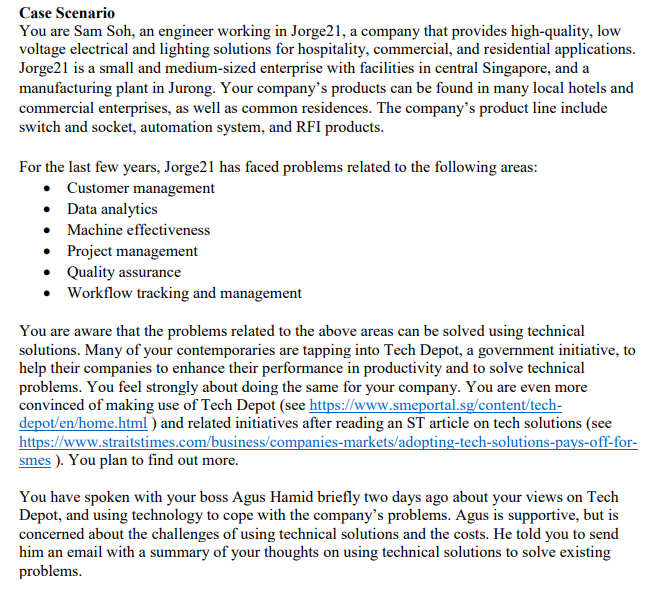 Case Scenario
You are Sam Soh, an engineer working in Jorge21, a company that provides high-quality, low
voltage electrical and lighting solutions for hospitality, commercial, and residential applications.
Jorge21 is a small and medium-sized enterprise with facilities in central Singapore, and a
manufacturing plant in Jurong. Your company's products can be found in many local hotels and
commercial enterprises, as well as common residences. The company's product line include
switch and socket, automation system, and RFI products.
For the last few years, Jorge21 has faced problems related to the following areas:
• Customer management
• Data analytics
• Machine effectiveness
• Project management
• Quality assurance
• Workflow tracking and management
You are aware that the problems related to the above areas can be solved using technical
solutions. Many of your contemporaries are tapping into Tech Depot, a government initiative, to
help their companies to enhance their performance in productivity and to solve technical
problems. You feel strongly about doing the same for your company. You are even more
convinced of making use of Tech Depot (see https://www.smeportal.sg/content/tech-
depot/en/home.html ) and related initiatives after reading an ST article on tech solutions (see
https://www.straitstimes.com/business/companies-markets/adopting-tech-solutions-pays-off-for-
smes ). You plan to find out more.
You have spoken with your boss Agus Hamid briefly two days ago about your views on Tech
Depot, and using technology to cope with the company's problems. Agus is supportive, but is
concerned about the challenges of using technical solutions and the costs. He told you to send
him an email with a summary of your thoughts on using technical solutions to solve existing
problems.